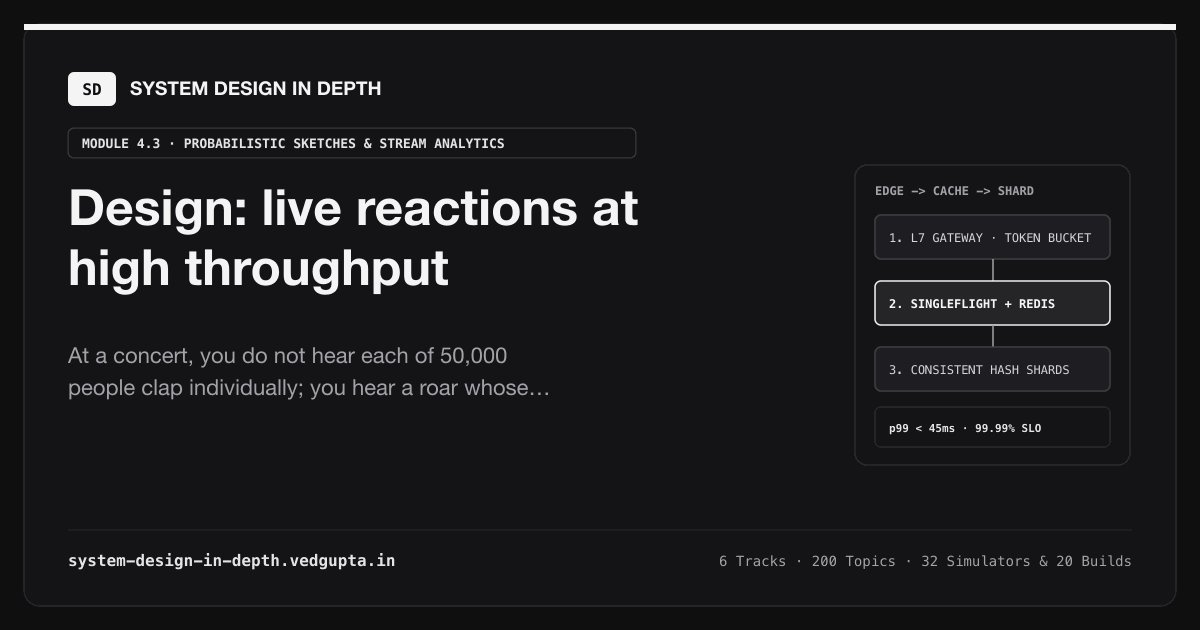 SD SYSTEM DESIGN IN DEPTH
MODULE 4.3 · PROBABILISTIC SKETCHES & STREAM ANALYTICS
Design: live reactions at
high throughput
At a concert, you do not hear each of 50,000
people clap individually; you hear a roar whose…
EDGE —> CACHE —> SHARD
1. L7 GATEWAY · TOKEN BUCKET
2. SINGLEFLIGHT + REDIS
3. CONSISTENT HASH SHARDS
p99 < 45ms · 99.99% SLO
system-design-in-depth.vedgupta.in
6 Tracks · 200 Topics · 32 Simulators & 20 Builds